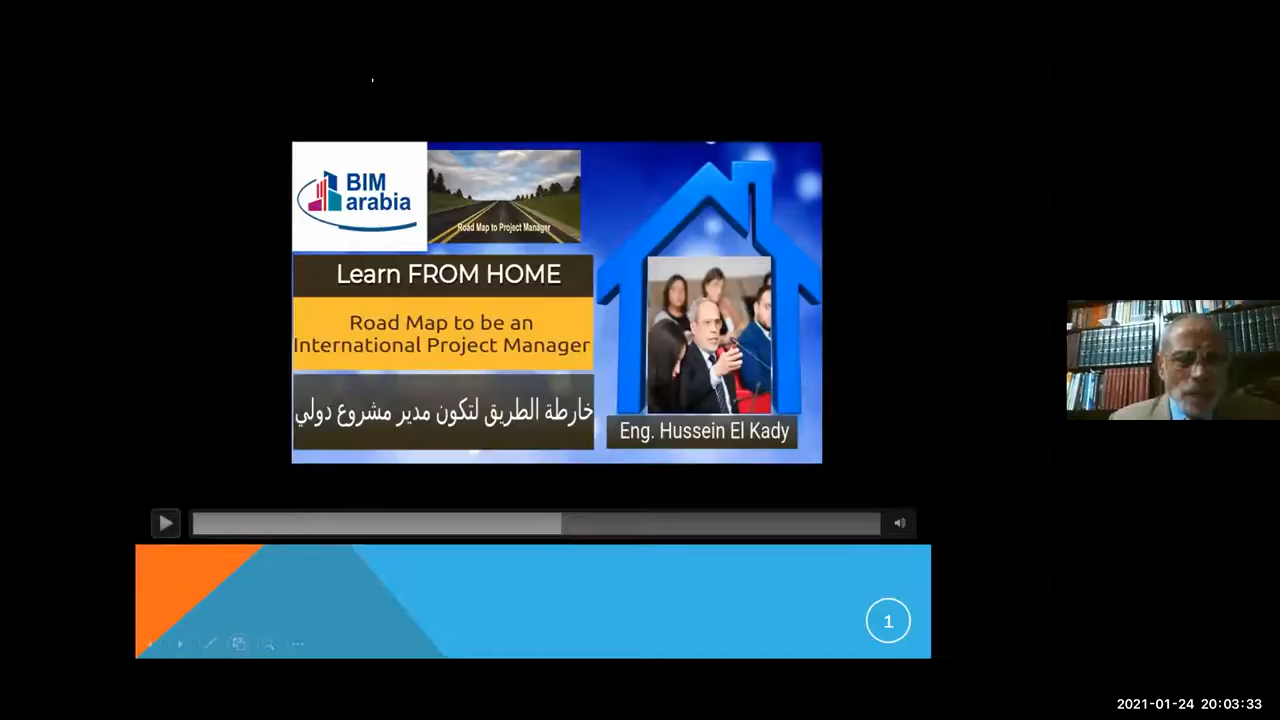 BIM
arabia
Road Map to Project Manager
Learn FROM HOME
Road Map to be an
International Project Manager
خارطة الطريق لتكون مدير مشروع دولي
Eng. Hussein El Kady
1
2021-01-24 20:03:33